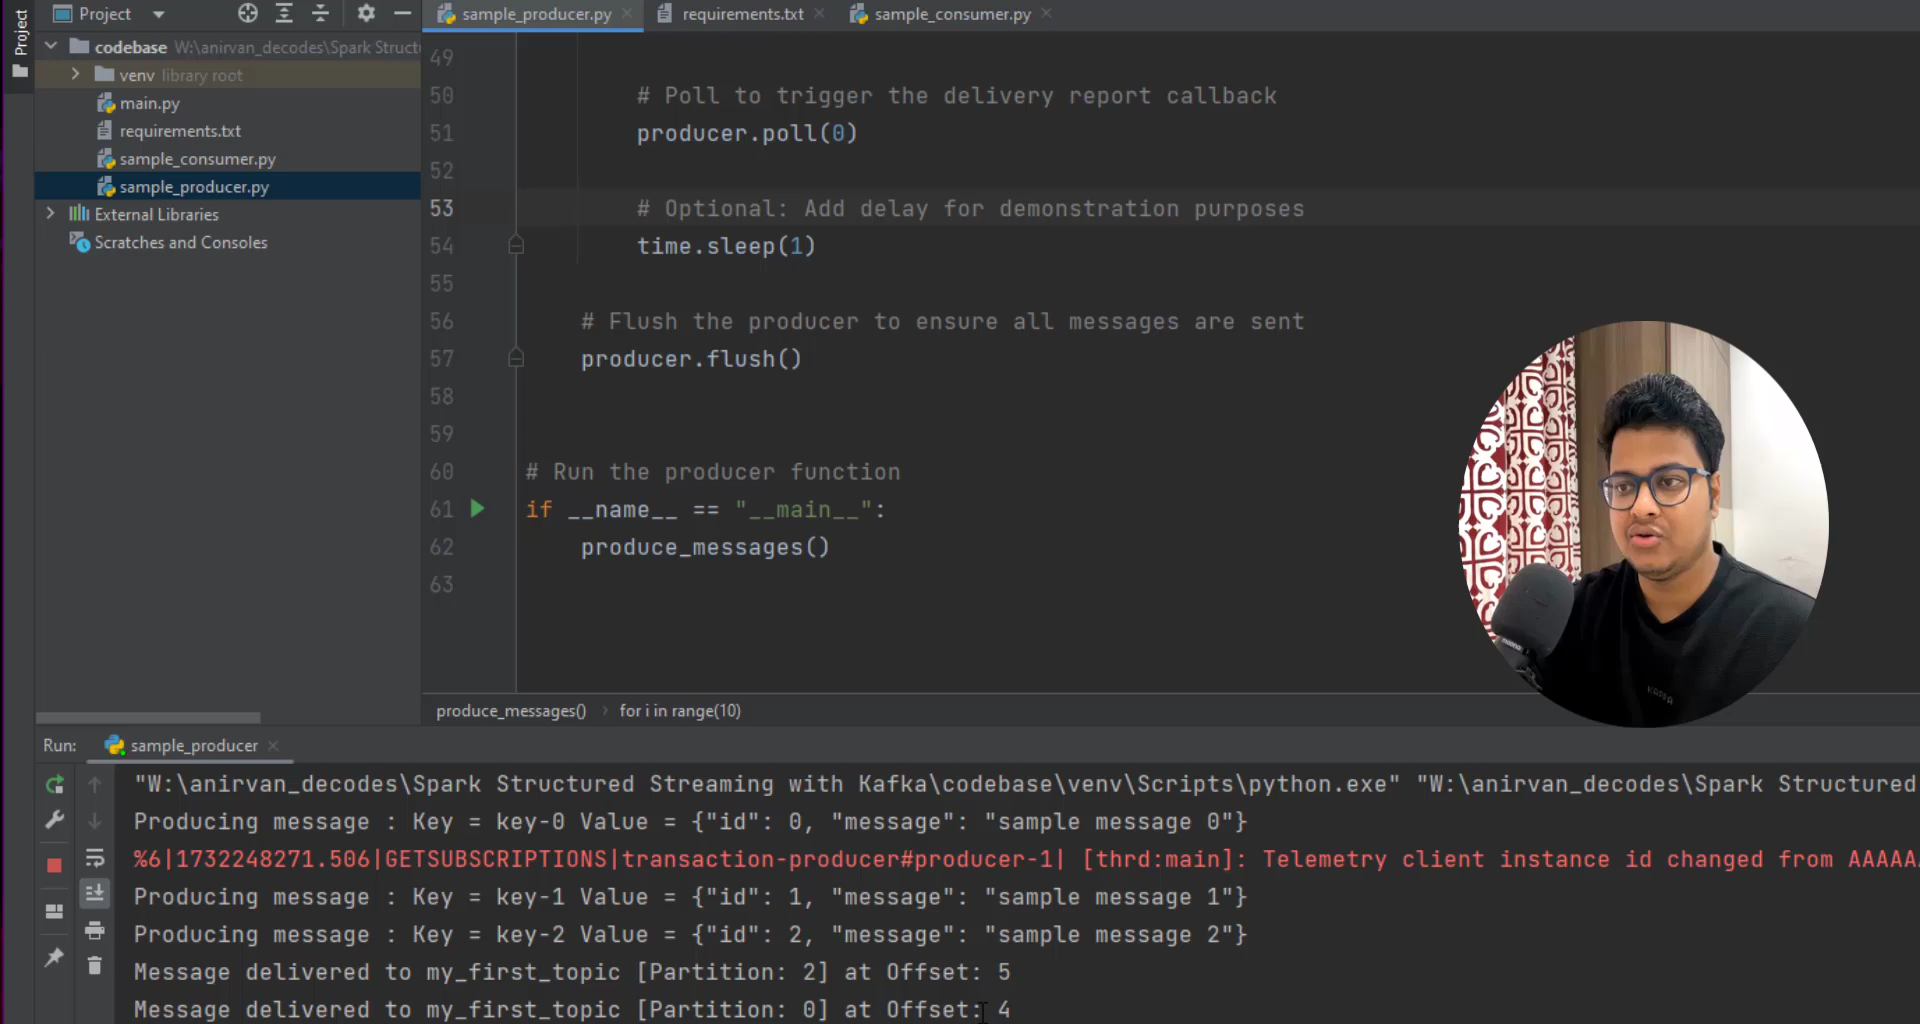 Project
sample_producer.py
requirements.txt
sample_consumer.py
Project
codebase W:\anirvan_decodes\Spark Struct
venv library root
main.py
requirements.txt
sample_consumer.py
sample_producer.py
External Libraries
Scratches and Consoles
49
50 # Poll to trigger the delivery report callback
51 producer.poll(0)
52
53 # Optional: Add delay for demonstration purposes
54 time.sleep(1)
55
56 # Flush the producer to ensure all messages are sent
57 producer.flush()
58
59
60 # Run the producer function
61 if __name__ == "__main__":
62 produce_messages()
63
produce_messages() › for i in range(10)
Run: sample_producer
"W:\anirvan_decodes\Spark Structured Streaming with Kafka\codebase\venv\Scripts\python.exe" "W:\anirvan_decodes\Spark Structured
Producing message : Key = key-0 Value = {"id": 0, "message": "sample message 0"}
%6|1732248271.506|GETSUBSCRIPTIONS|transaction-producer#producer-1| [thrd:main]: Telemetry client instance id changed from AAAAA
Producing message : Key = key-1 Value = {"id": 1, "message": "sample message 1"}
Producing message : Key = key-2 Value = {"id": 2, "message": "sample message 2"}
Message delivered to my_first_topic [Partition: 2] at Offset: 5
Message delivered to my_first_topic [Partition: 0] at Offset: 4